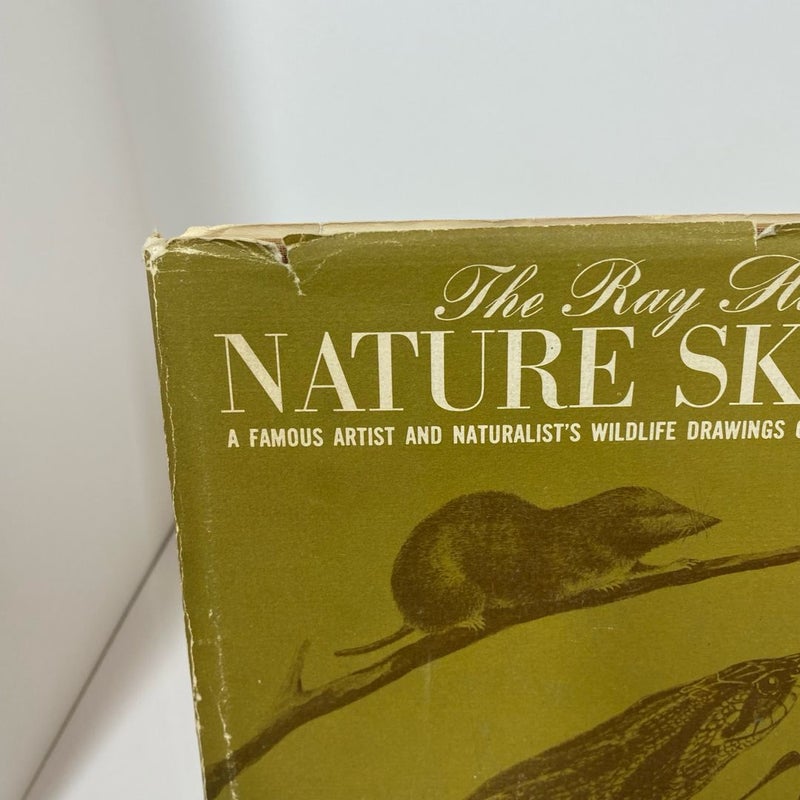 The Ray
NATURE SK
A FAMOUS ARTIST AND NATURALIST'S WILDLIFE DRAWINGS